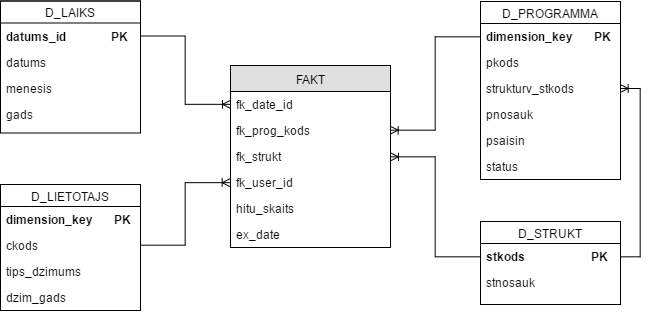 D_LAIKS
datums_id PK
datums
menesis
gads
D_LIETOTAJS
dimension_key PK
ckods
tips_dzimums
dzim_gads
FAKT
fk_date_id
fk_prog_kods
fk_strukt
fk_user_id
hitu_skaits
ex_date
D_PROGRAMMA
dimension_key PK
pkods
strukturv_stkods
pnosauk
psaisin
status
D_STRUKT
stkods PK
stnosauk